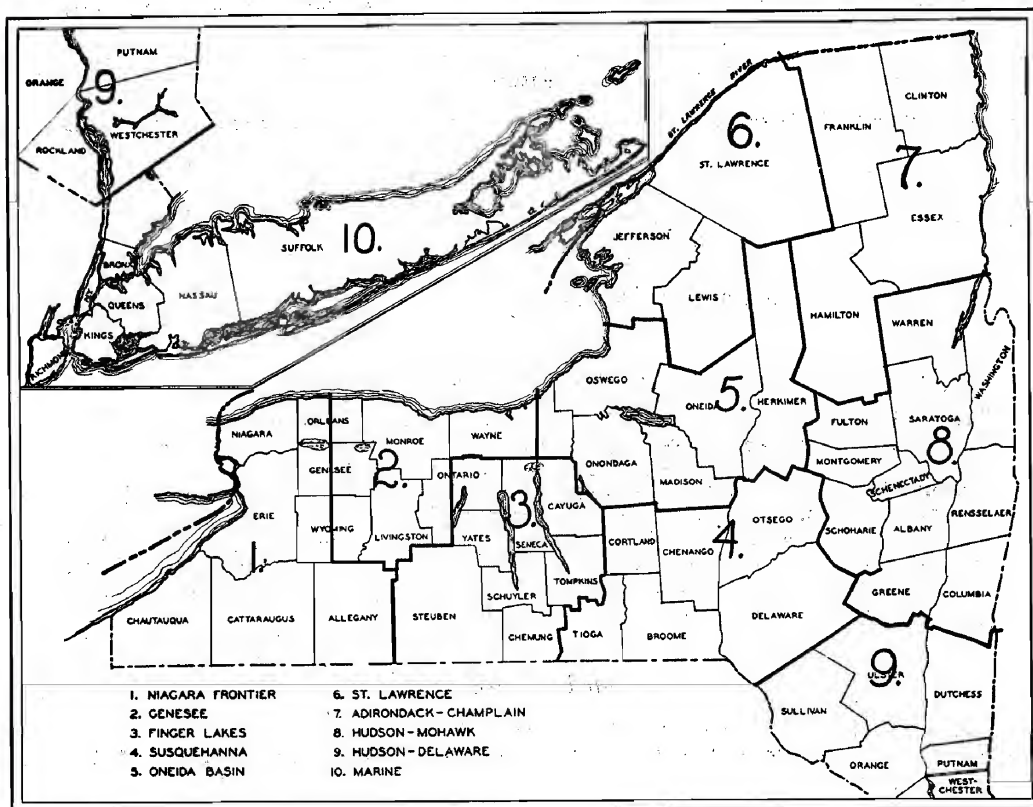 PUTNAM
ORANGE
9.
WESTCHESTER
ROCKLAND
BRONX
QUEENS
NASSAU
SUFFOLK
10.
KINGS
RICHMOND
ST. LAWRENCE RIVER
6.
ST. LAWRENCE
FRANKLIN
CLINTON
7.
ESSEX
JEFFERSON
LEWIS
HAMILTON
WARREN
WASHINGTON
OSWEGO
ONEIDA
5.
HERKIMER
FULTON
SARATOGA
8.
MONTGOMERY
SCHENECTADY
NIAGARA
ORLEANS
MONROE
WAYNE
GENESEE
2.
ONTARIO
ONONDAGA
MADISON
ERIE
WYOMING
LIVINGSTON
YATES
3.
SENECA
CAYUGA
CORTLAND
CHENANGO
4.
OTSEGO
SCHOHARIE
ALBANY
RENSSELAER
1
CHAUTAUQUA
CATTARAUGUS
ALLEGANY
STEUBEN
SCHUYLER
TOMPKINS
CHEMUNG
TIOGA
BROOME
DELAWARE
GREENE
COLUMBIA
9.
ULSTER
SULLIVAN
DUTCHESS
ORANGE
PUTNAM
WEST-
CHESTER
1. NIAGARA FRONTIER
2. GENESEE
3. FINGER LAKES
4. SUSQUEHANNA
5. ONEIDA BASIN
6. ST. LAWRENCE
7. ADIRONDACK-CHAMPLAIN
8. HUDSON-MOHAWK
9. HUDSON-DELAWARE
10. MARINE